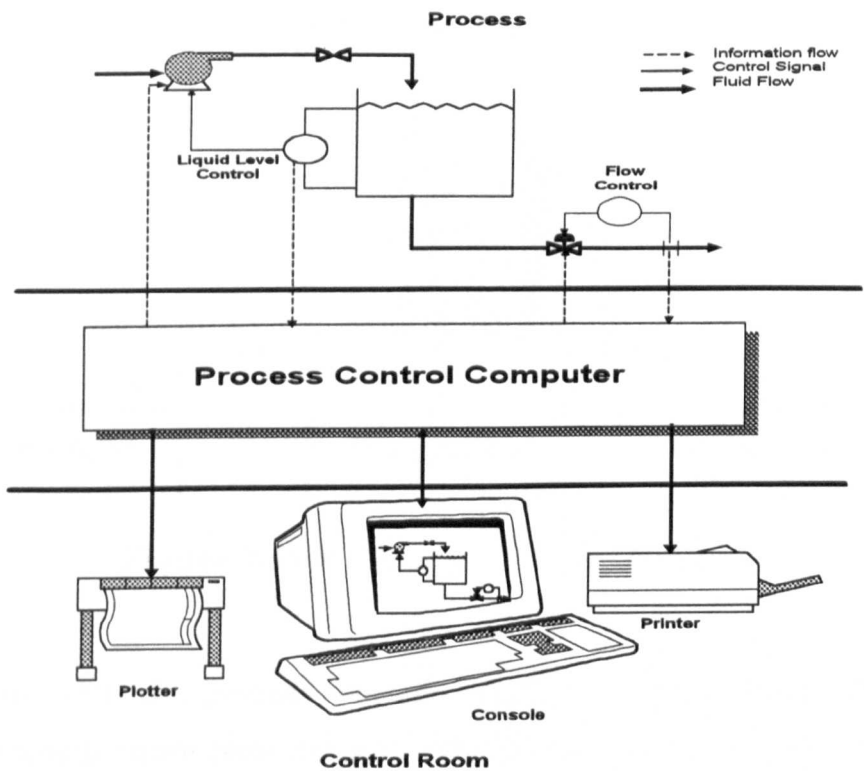 Process
Information flow
Control Signal
Fluid Flow
Liquid Level
Control
Flow
Control
Process Control Computer
Plotter
Console
Printer
Control Room